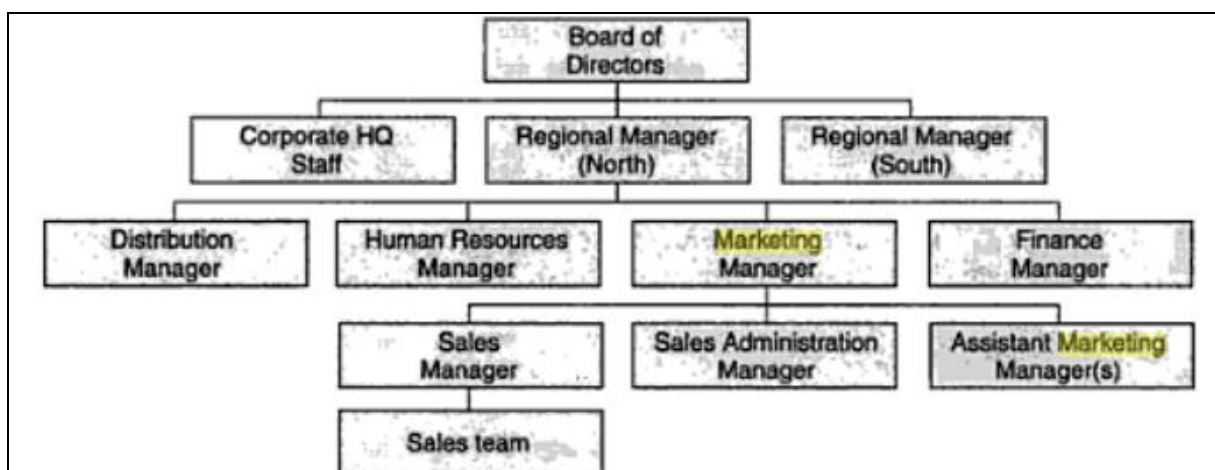 Board of
Directors
Corporate HQ
Staff
Regional Manager
(North)
Regional Manager
(South)
Distribution
Manager
Human Resources
Manager
Marketing
Manager
Finance
Manager
Sales
Manager
Sales Administration
Manager
Assistant Marketing
Manager(s)
Sales team